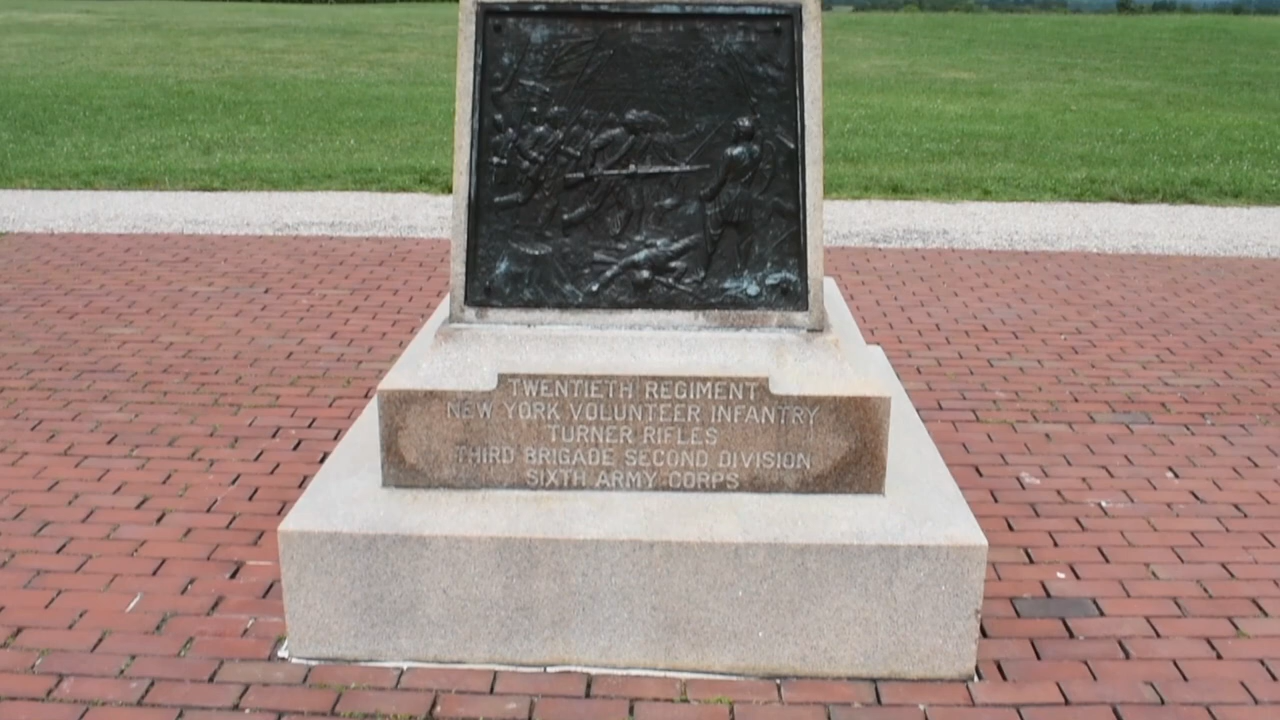 TWENTIETH REGIMENT
NEW YORK VOLUNTEER INFANTRY
TURNER RIFLES
THIRD BRIGADE SECOND DIVISION
SIXTH ARMY CORPS